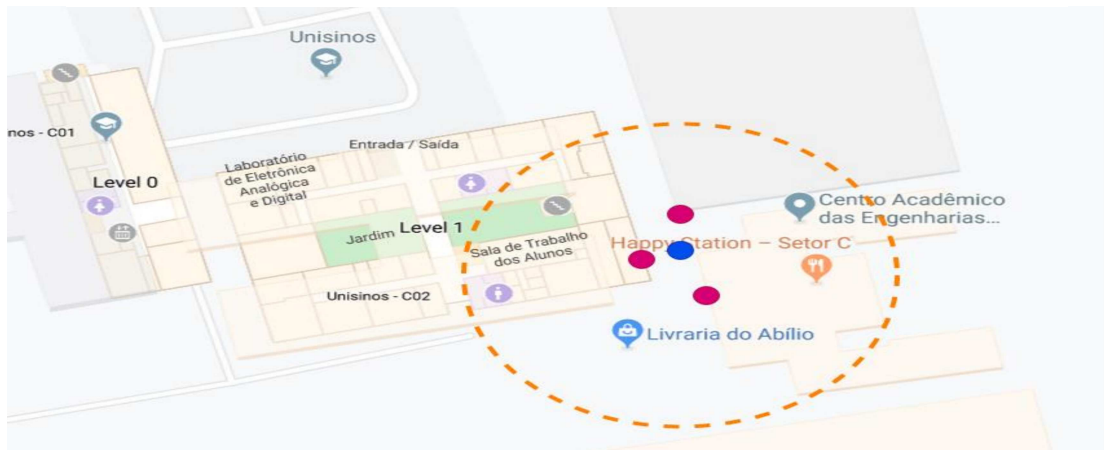 Unisinos
nos - C01
Level 0
Entrada / Saída
Laboratório
de Eletrônica
Analógica
e Digital
Centro Acadêmico
das Engenharias...
Jardim
Level 1
Sala de Trabalho
dos Alunos
Happy Station – Setor C
Unisinos - C02
Livraria do Abílio